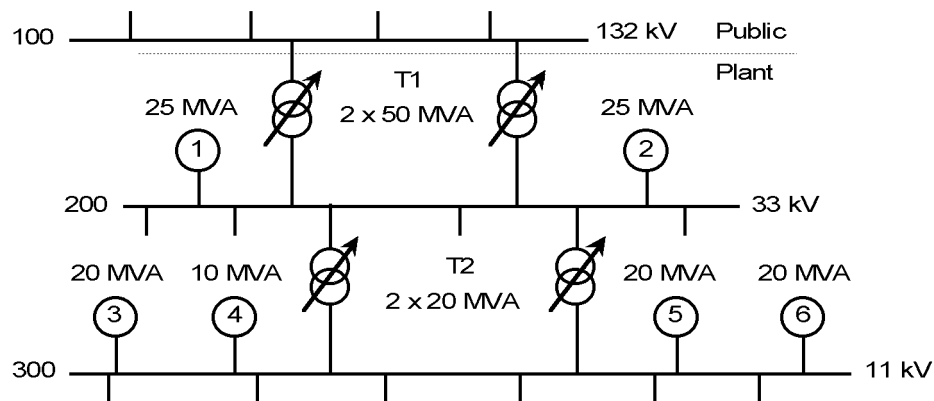 100 132 kV Public
Plant
T1
25 MVA 2 x 50 MVA 25 MVA
1 2
200 33 kV
T2
20 MVA 10 MVA 2 x 20 MVA 20 MVA 20 MVA
3 4 5 6
300 11 kV